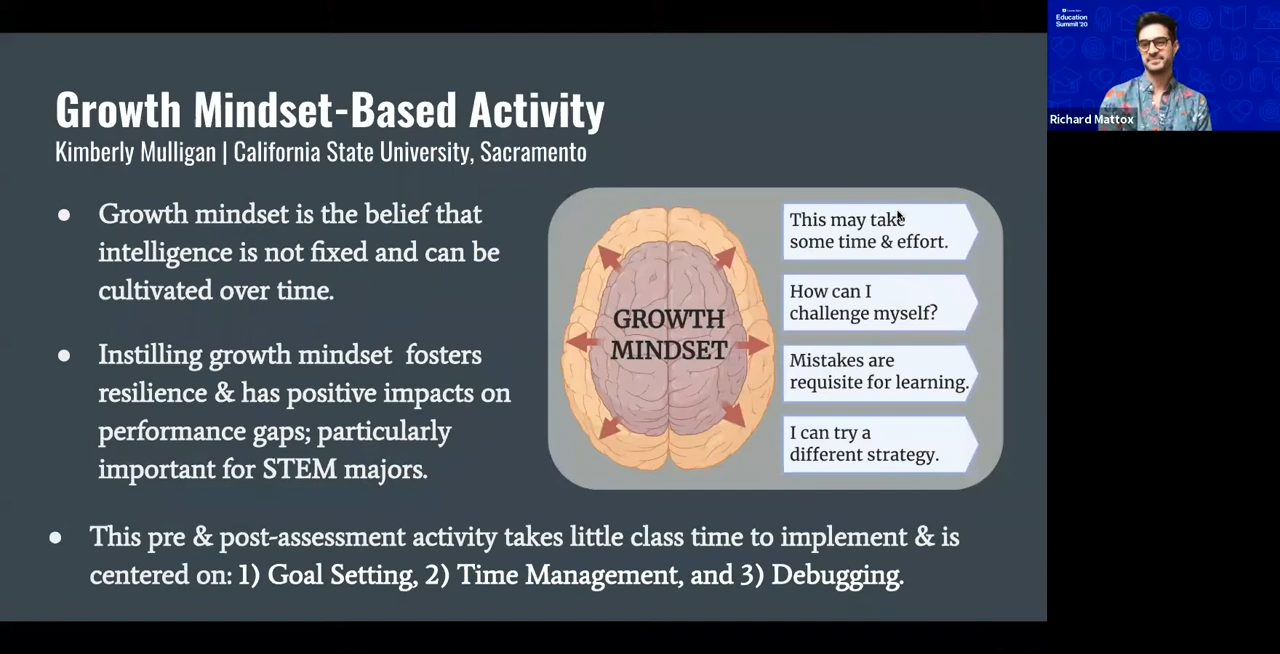 Growth Mindset-Based Activity
Kimberly Mulligan | California State University, Sacramento
● Growth mindset is the belief that
intelligence is not fixed and can be
cultivated over time.
● Instilling growth mindset fosters
resilience & has positive impacts on
performance gaps; particularly
important for STEM majors.
GROWTH
MINDSET
This may take
some time & effort.
How can I
challenge myself?
Mistakes are
requisite for learning.
I can try a
different strategy.
● This pre & post-assessment activity takes little class time to implement & is
centered on: 1) Goal Setting, 2) Time Management, and 3) Debugging.
Education
Summit '20
Richard Mattox